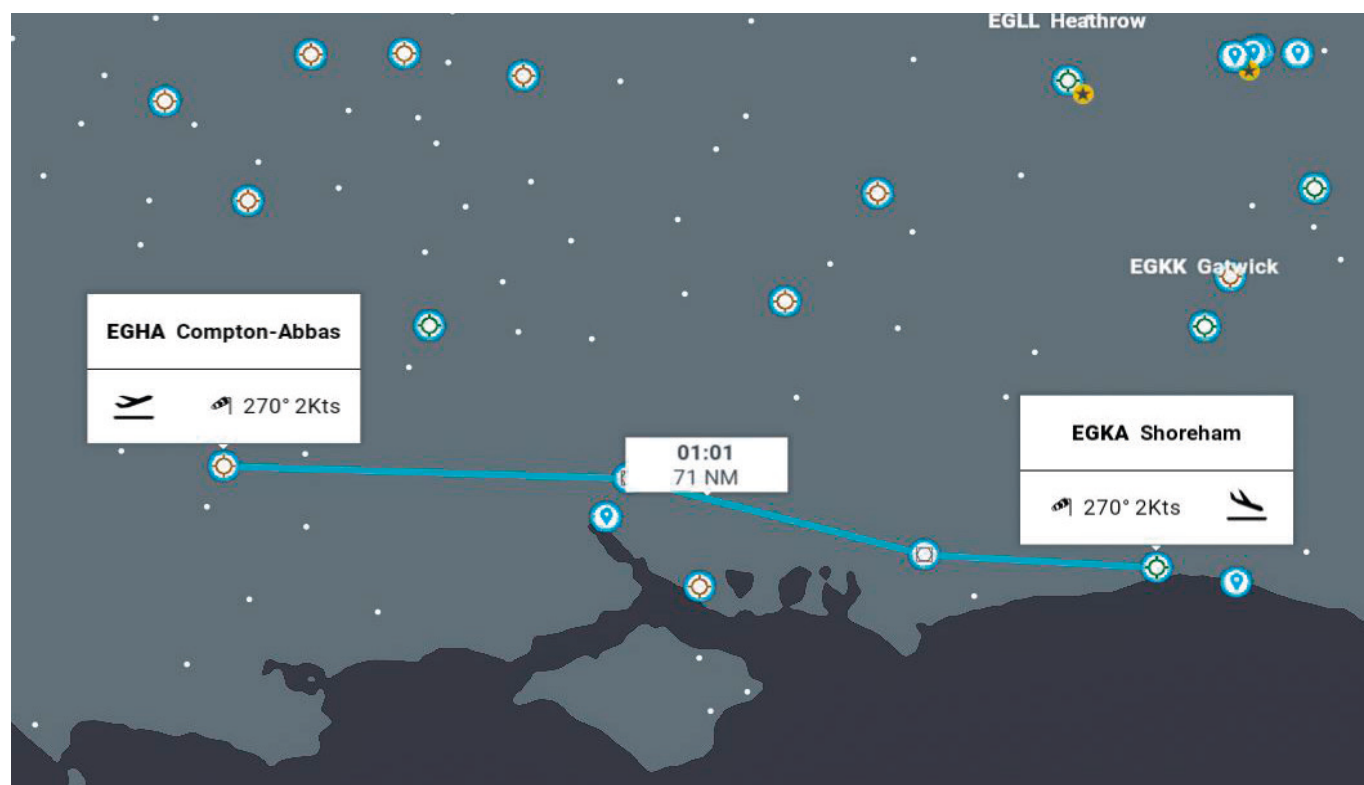 EGLL Heathrow
EGKK Gatwick
EGHA Compton-Abbas
270° 2Kts
01:01
71 NM
EGKA Shoreham
270° 2Kts